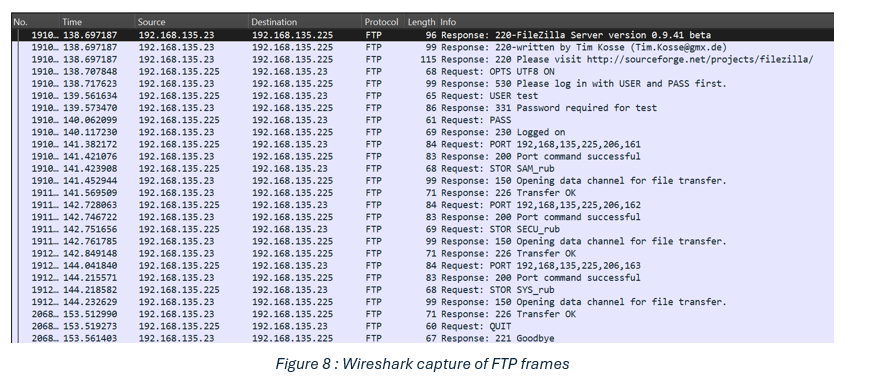 No. Time Source Destination Protocol Length Info
1910… 138.697187 192.168.135.23 192.168.135.225 FTP 96 Response: 220-FileZilla Server version 0.9.41 beta
1910… 138.697187 192.168.135.23 192.168.135.225 FTP 99 Response: 220-written by Tim Kosse (Tim.Kosse@gmx.de)
1910… 138.697187 192.168.135.23 192.168.135.225 FTP 115 Response: 220 Please visit http://sourceforge.net/projects/filezilla/
1910… 138.707848 192.168.135.225 192.168.135.23 FTP 68 Request: OPTS UTF8 ON
1910… 138.717623 192.168.135.23 192.168.135.225 FTP 99 Response: 530 Please log in with USER and PASS first.
1910… 139.561634 192.168.135.225 192.168.135.23 FTP 65 Request: USER test
1910… 139.573470 192.168.135.23 192.168.135.225 FTP 86 Response: 331 Password required for test
1910… 140.062099 192.168.135.225 192.168.135.23 FTP 61 Request: PASS
1910… 140.117230 192.168.135.23 192.168.135.225 FTP 69 Response: 230 Logged on
1910… 141.382172 192.168.135.225 192.168.135.23 FTP 84 Request: PORT 192,168,135,225,206,161
1910… 141.421076 192.168.135.23 192.168.135.225 FTP 83 Response: 200 Port command successful
1910… 141.423908 192.168.135.225 192.168.135.23 FTP 68 Request: STOR SAM_rub
1910… 141.452944 192.168.135.23 192.168.135.225 FTP 99 Response: 150 Opening data channel for file transfer.
1911… 141.569509 192.168.135.23 192.168.135.225 FTP 71 Response: 226 Transfer OK
1911… 142.728063 192.168.135.225 192.168.135.23 FTP 84 Request: PORT 192,168,135,225,206,162
1911… 142.746722 192.168.135.23 192.168.135.225 FTP 83 Response: 200 Port command successful
1911… 142.751656 192.168.135.225 192.168.135.23 FTP 69 Request: STOR SECU_rub
1911… 142.761785 192.168.135.23 192.168.135.225 FTP 99 Response: 150 Opening data channel for file transfer.
1912… 142.849148 192.168.135.23 192.168.135.225 FTP 71 Response: 226 Transfer OK
1912… 144.041840 192.168.135.225 192.168.135.23 FTP 84 Request: PORT 192,168,135,225,206,163
1912… 144.215571 192.168.135.23 192.168.135.225 FTP 83 Response: 200 Port command successful
1912… 144.218582 192.168.135.225 192.168.135.23 FTP 68 Request: STOR SYS_rub
1912… 144.232629 192.168.135.23 192.168.135.225 FTP 99 Response: 150 Opening data channel for file transfer.
2068… 153.512990 192.168.135.23 192.168.135.225 FTP 71 Response: 226 Transfer OK
2068… 153.519273 192.168.135.225 192.168.135.23 FTP 60 Request: QUIT
2068… 153.561403 192.168.135.23 192.168.135.225 FTP 67 Response: 221 Goodbye
Figure 8 : Wireshark capture of FTP frames